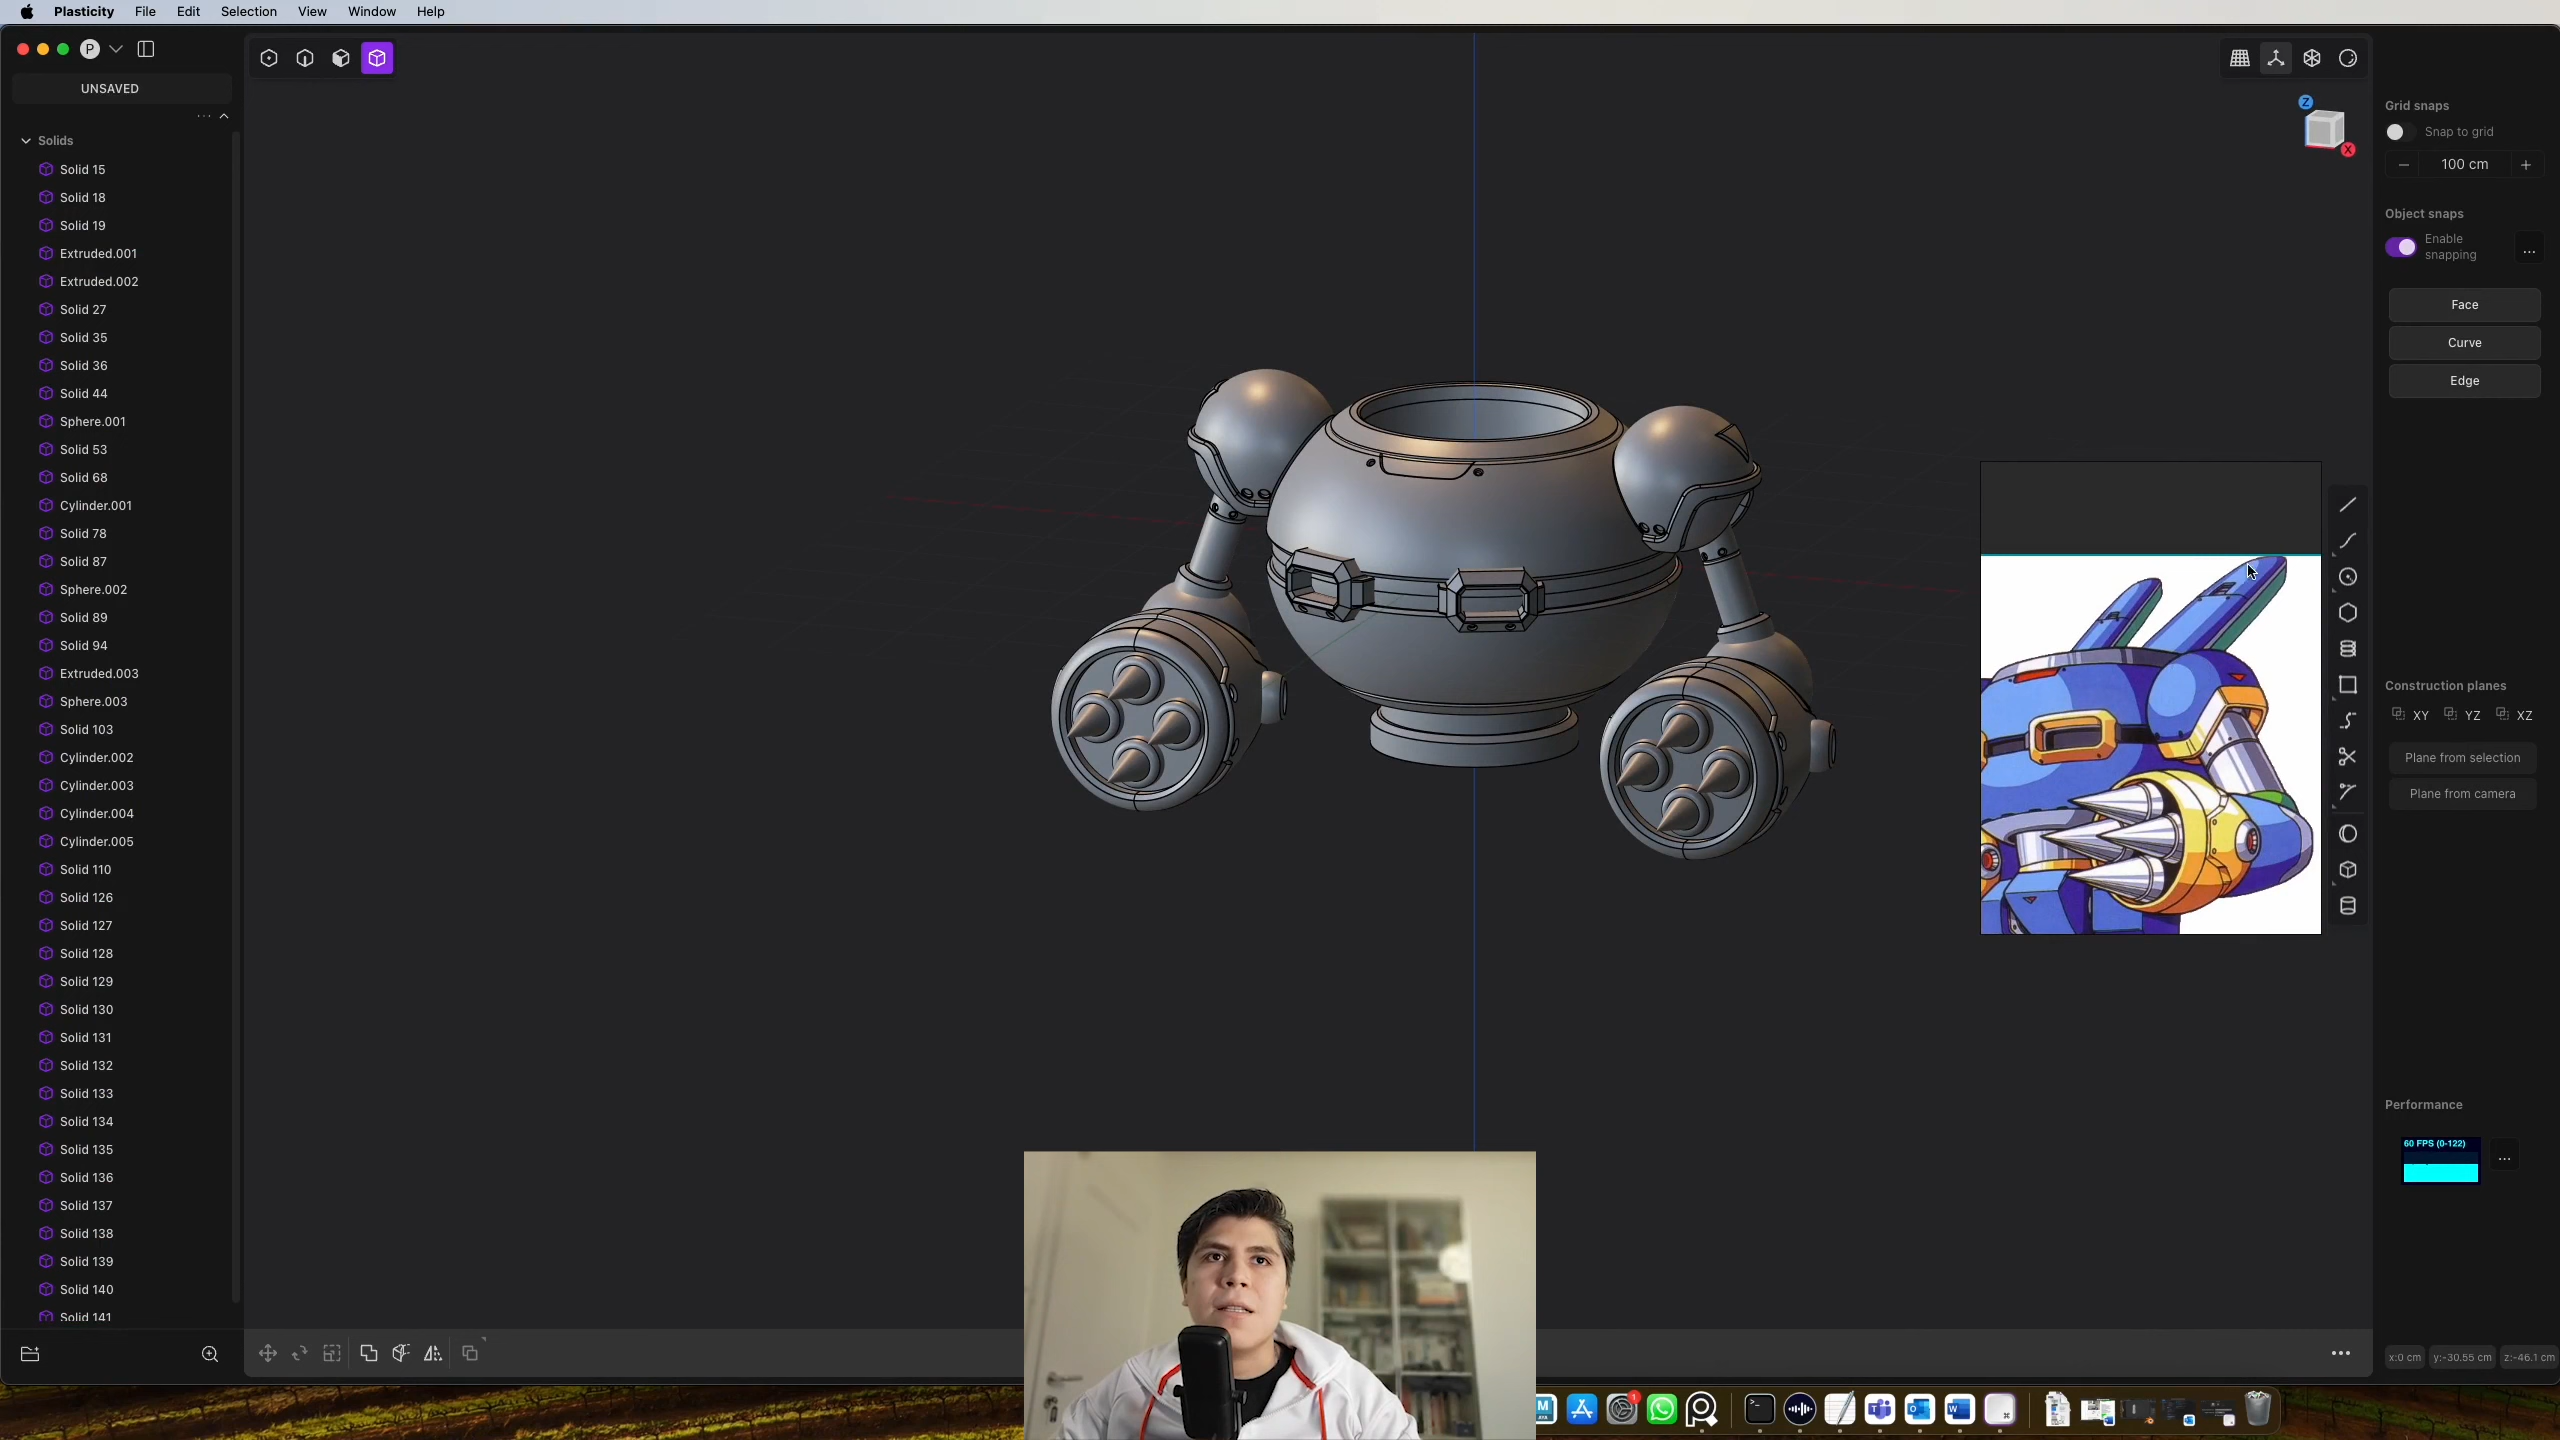 Plasticity File Edit Selection View Window Help
P
UNSAVED
Solids
Solid 15
Solid 18
Solid 19
Extruded.001
Extruded.002
Solid 27
Solid 35
Solid 36
Solid 44
Sphere.001
Solid 53
Solid 68
Cylinder.001
Solid 78
Solid 87
Sphere.002
Solid 89
Solid 94
Extruded.003
Sphere.003
Solid 103
Cylinder.002
Cylinder.003
Cylinder.004
Cylinder.005
Solid 110
Solid 126
Solid 127
Solid 128
Solid 129
Solid 130
Solid 131
Solid 132
Solid 133
Solid 134
Solid 135
Solid 136
Solid 137
Solid 138
Solid 139
Solid 140
Solid 141
Z
X
Grid snaps
Snap to grid
− 100 cm +
Object snaps
Enable
snapping
...
Face
Curve
Edge
Construction planes
XY YZ XZ
Plane from selection
Plane from camera
Performance
60 FPS (0-122)
...
x:0 cm y:-30.55 cm z:-46.1 cm
M
1
W